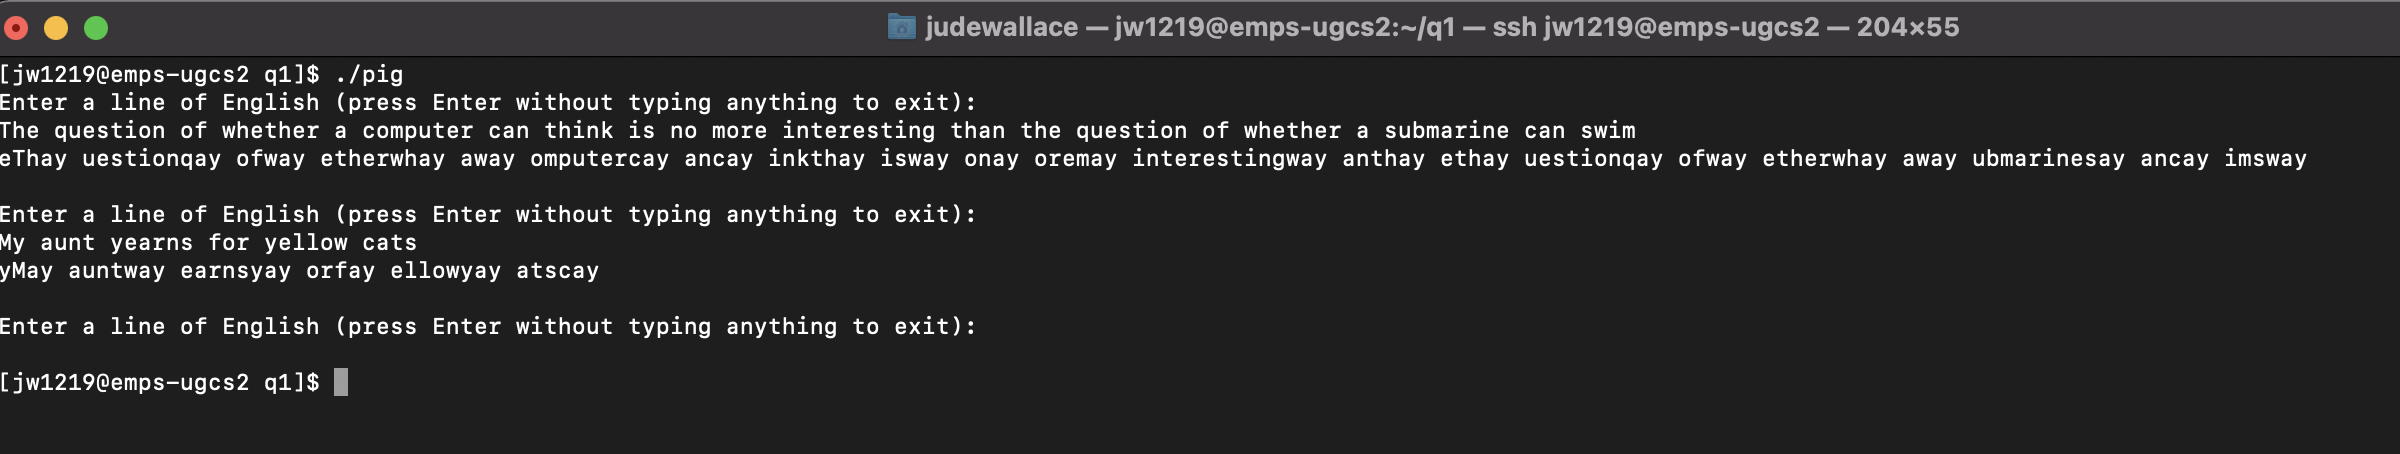 judewallace — jw1219@emps-ugcs2:~/q1 — ssh jw1219@emps-ugcs2 — 204×55
[jw1219@emps-ugcs2 q1]$ ./pig
Enter a line of English (press Enter without typing anything to exit):
The question of whether a computer can think is no more interesting than the question of whether a submarine can swim
eThay uestionqay ofway etherwhay away omputercay ancay inkthay isway onay oremay interestingway anthay ethay uestionqay ofway etherwhay away ubmarinesay ancay imsway
Enter a line of English (press Enter without typing anything to exit):
My aunt yearns for yellow cats
yMay auntway earnsyay orfay ellowyay atscay
Enter a line of English (press Enter without typing anything to exit):
[jw1219@emps-ugcs2 q1]$